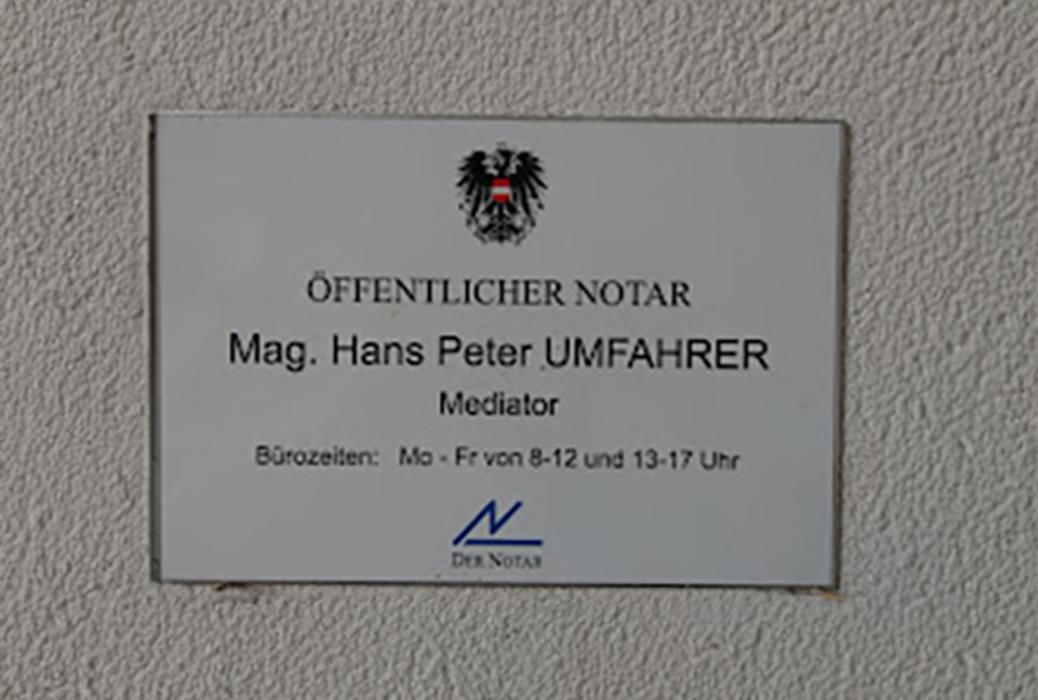 ÖFFENTLICHER NOTAR
Mag. Hans Peter UMFAHRER
Mediator
Bürozeiten: Mo - Fr von 8-12 und 13-17 Uhr
DER NOTAR